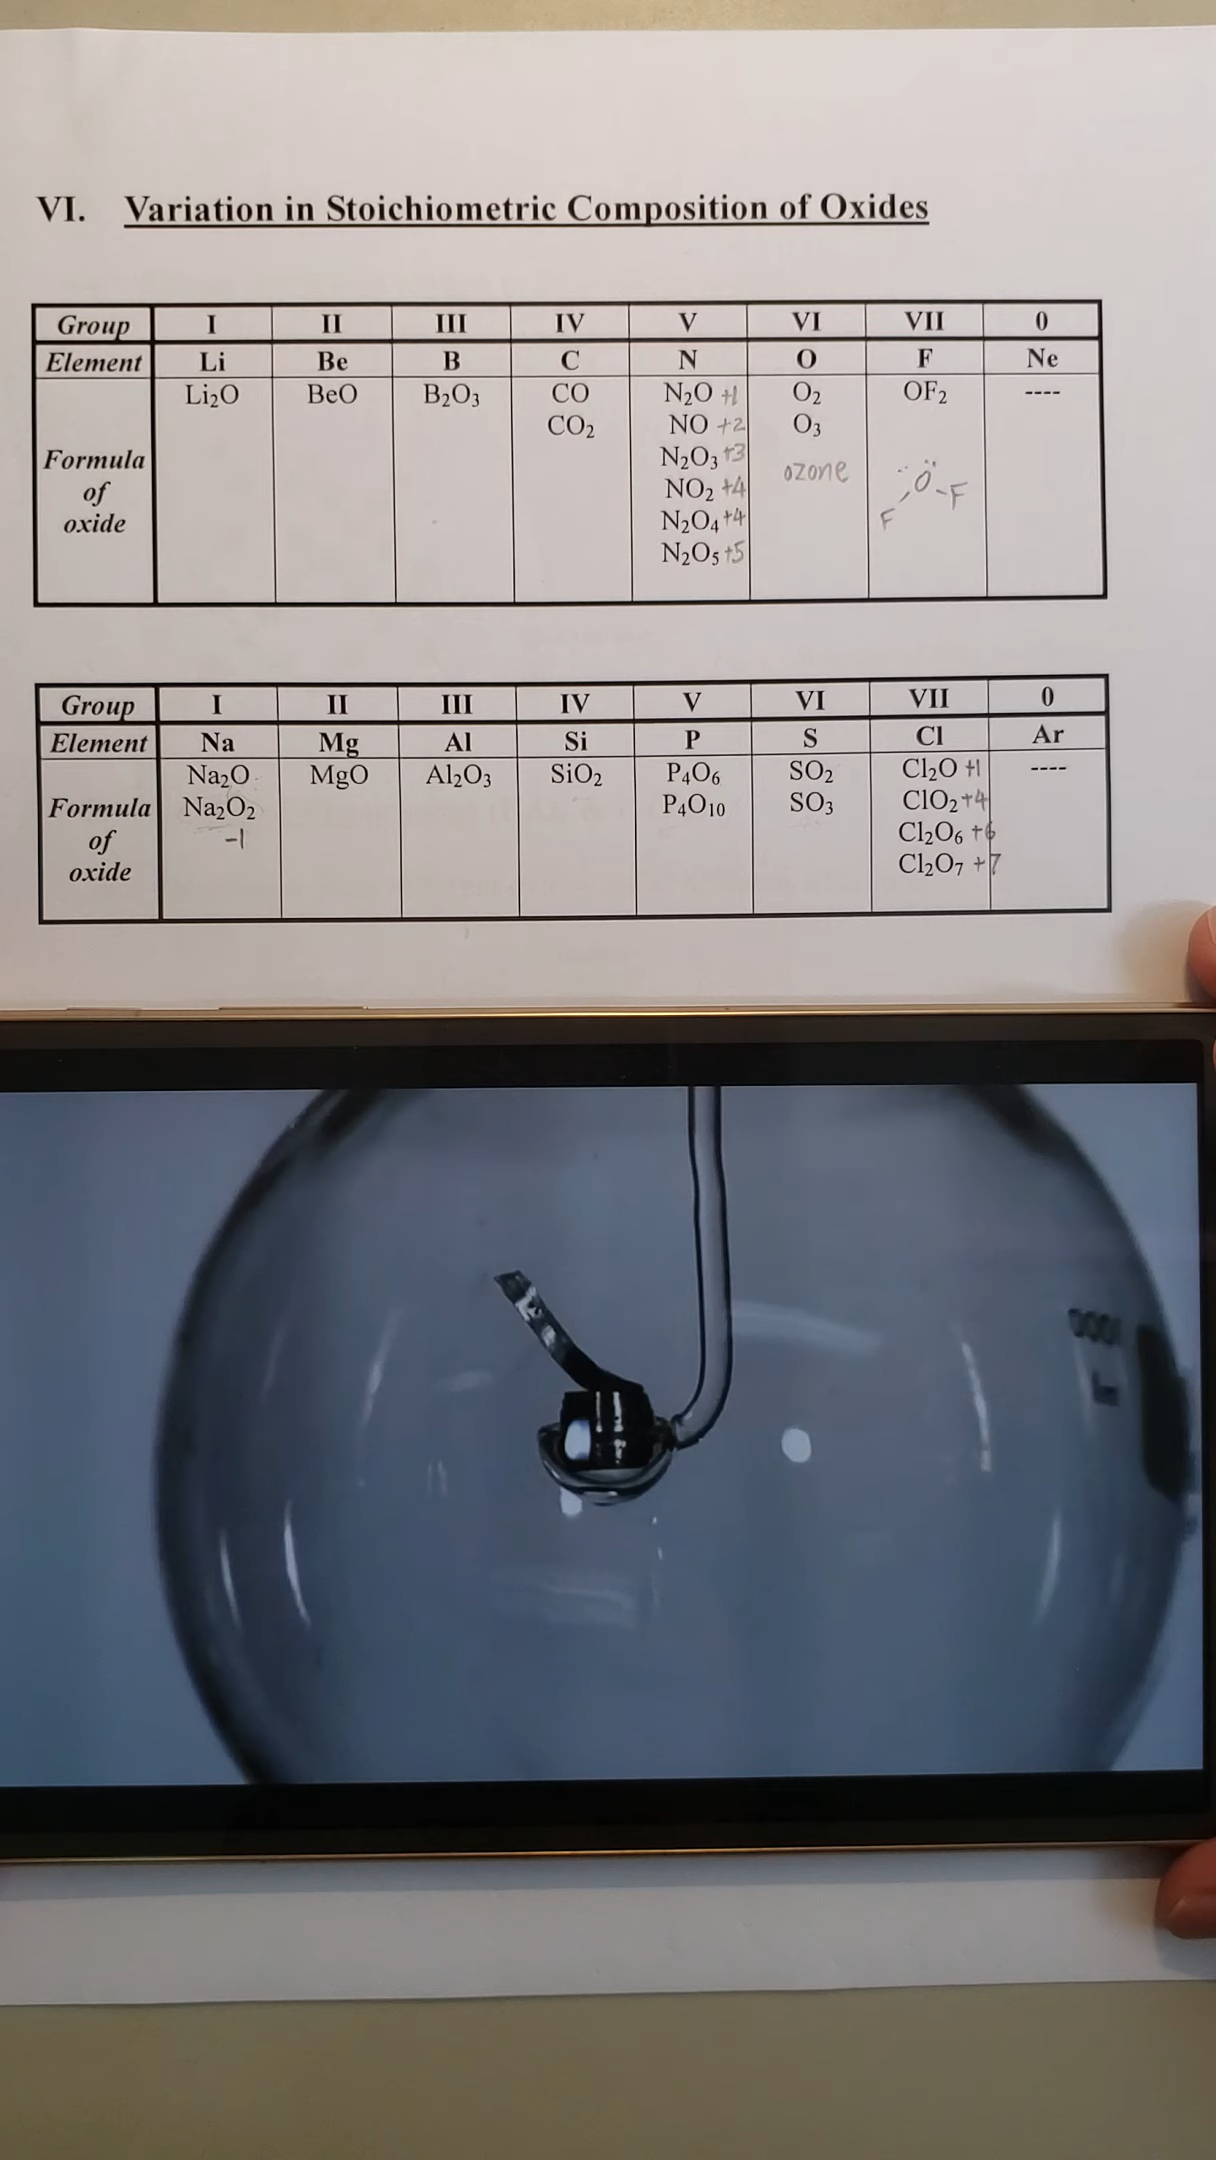 VI. Variation in Stoichiometric Composition of Oxides
Group I II III IV V VI VII 0
Element Li Be B C N O F Ne
Formula of oxide
Li₂O BeO B₂O₃ CO N₂O +1 O₂ OF₂ ----
CO₂ NO +2 O₃
N₂O₃ +3
NO₂ +4 ozone :Ö-F
N₂O₄ +4 F
N₂O₅ +5
Group I II III IV V VI VII 0
Element Na Mg Al Si P S Cl Ar
Formula of oxide
Na₂O MgO Al₂O₃ SiO₂ P₄O₆ SO₂ Cl₂O +1 ----
Na₂O₂ P₄O₁₀ SO₃ ClO₂ +4
-1 Cl₂O₆ +6
Cl₂O₇ +7
1000